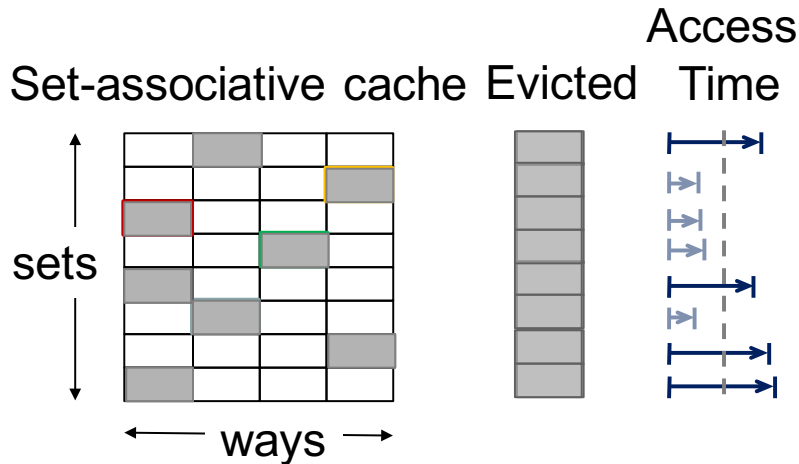 Set-associative cache
Evicted
Access
Time
sets
ways